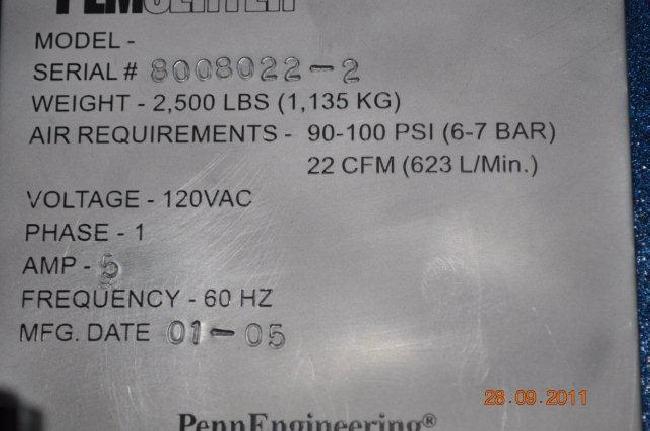 PEMSERTER
MODEL -
SERIAL # 8008022-2
WEIGHT - 2,500 LBS (1,135 KG)
AIR REQUIREMENTS - 90-100 PSI (6-7 BAR)
22 CFM (623 L/Min.)
VOLTAGE - 120VAC
PHASE - 1
AMP - 5
FREQUENCY - 60 HZ
MFG. DATE 01-05
28.09.2011
PennEngineering®